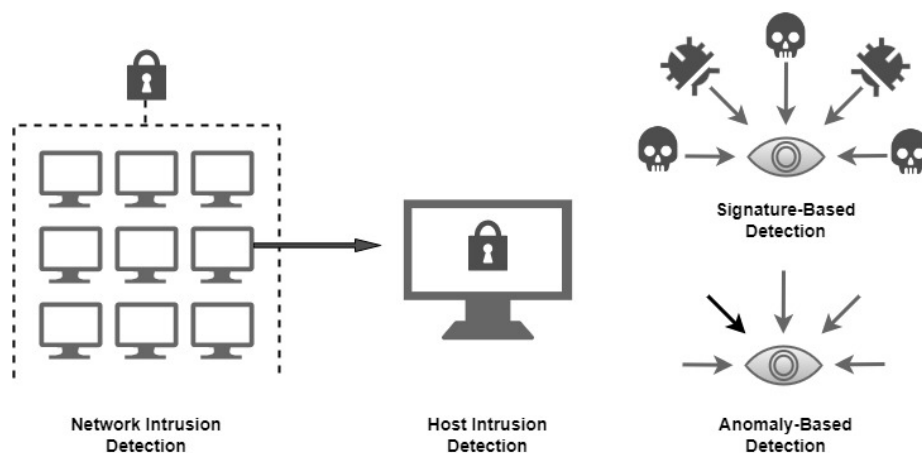 Signature-Based
Detection
Network Intrusion
Detection
Host Intrusion
Detection
Anomaly-Based
Detection